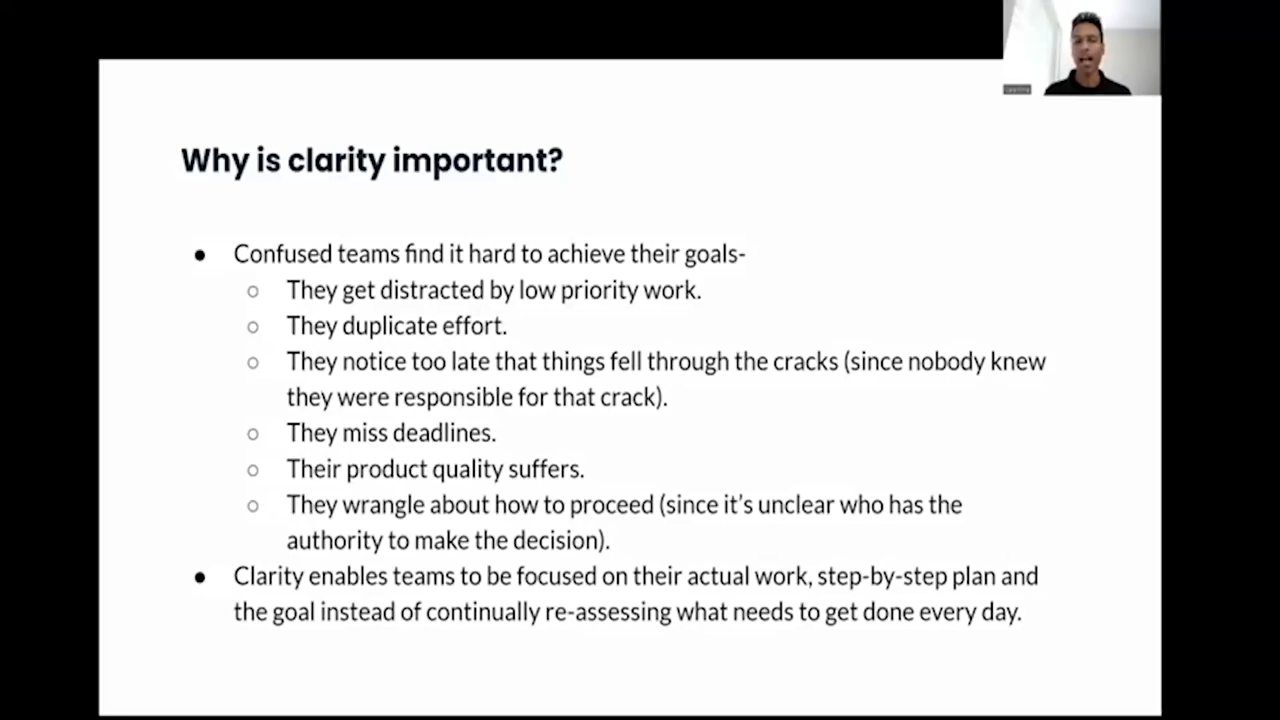 Why is clarity important?
● Confused teams find it hard to achieve their goals-
○ They get distracted by low priority work.
○ They duplicate effort.
○ They notice too late that things fell through the cracks (since nobody knew
they were responsible for that crack).
○ They miss deadlines.
○ Their product quality suffers.
○ They wrangle about how to proceed (since it's unclear who has the
authority to make the decision).
● Clarity enables teams to be focused on their actual work, step-by-step plan and
the goal instead of continually re-assessing what needs to get done every day.